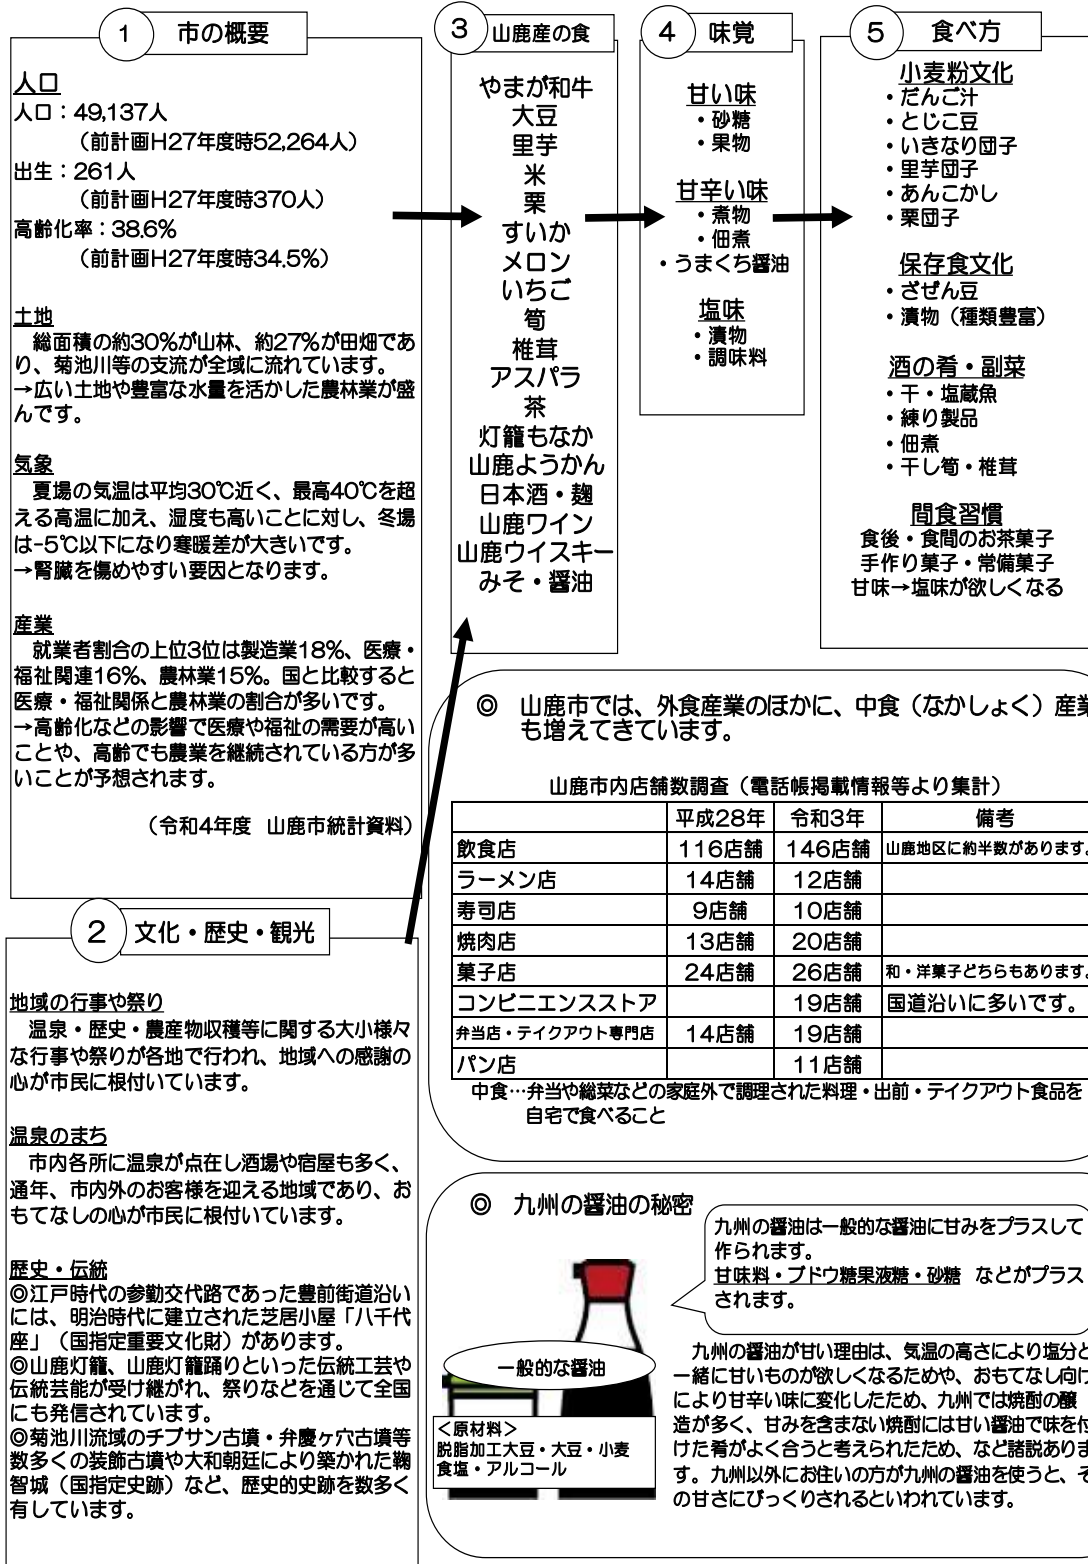 1 市の概要
人口
人口：49,137人
（前計画H27年度時52,264人）
出生：261人
（前計画H27年度時370人）
高齢化率：38.6%
（前計画H27年度時34.5%）
土地
総面積の約30%が山林、約27%が田畑であ
り、菊池川等の支流が全域に流れています。
→広い土地や豊富な水量を活かした農林業が盛
んです。
気象
夏場の気温は平均30℃近く、最高40℃を超
える高温に加え、湿度も高いことに対し、冬場
は-5℃以下になり寒暖差が大きいです。
→腎臓を傷めやすい要因となります。
産業
就業者割合の上位3位は製造業18%、医療・
福祉関連16%、農林業15%。国と比較すると
医療・福祉関係と農林業の割合が多いです。
→高齢化などの影響で医療や福祉の需要が高い
ことや、高齢でも農業を継続されている方が多
いことが予想されます。
（令和4年度 山鹿市統計資料）
2 文化・歴史・観光
地域の行事や祭り
温泉・歴史・農産物収穫等に関する大小様々
な行事や祭りが各地で行われ、地域への感謝の
心が市民に根付いています。
温泉のまち
市内各所に温泉が点在し酒場や宿屋も多く、
通年、市内外のお客様を迎える地域であり、お
もてなしの心が市民に根付いています。
歴史・伝統
◎江戸時代の参勤交代路であった豊前街道沿い
には、明治時代に建立された芝居小屋「八千代
座」（国指定重要文化財）があります。
◎山鹿灯籠、山鹿灯籠踊りといった伝統工芸や
伝統芸能が受け継がれ、祭りなどを通じて全国
にも発信されています。
◎菊池川流域のチブサン古墳・弁慶ヶ穴古墳等
数多くの装飾古墳や大和朝廷により築かれた鞠
智城（国指定史跡）など、歴史的史跡を数多く
有しています。
3 山鹿産の食
やまが和牛
大豆
里芋
米
栗
すいか
メロン
いちご
筍
椎茸
アスパラ
茶
灯籠もなか
山鹿ようかん
日本酒・麹
山鹿ワイン
山鹿ウイスキー
みそ・醤油
4 味覚
甘い味
・砂糖
・果物
甘辛い味
・煮物
・佃煮
・うまくち醤油
塩味
・漬物
・調味料
5 食べ方
小麦粉文化
・だんご汁
・とじこ豆
・いきなり団子
・里芋団子
・あんこかし
・栗団子
保存食文化
・ざぜん豆
・漬物（種類豊富）
酒の肴・副菜
・干・塩蔵魚
・練り製品
・佃煮
・干し筍・椎茸
間食習慣
食後・食間のお茶菓子
手作り菓子・常備菓子
甘味→塩味が欲しくなる
◎ 山鹿市では、外食産業のほかに、中食（なかしょく）産業
も増えてきています。
山鹿市内店舗数調査（電話帳掲載情報等より集計）
平成28年 令和3年 備考
飲食店 116店舗 146店舗 山鹿地区に約半数があります。
ラーメン店 14店舗 12店舗
寿司店 9店舗 10店舗
焼肉店 13店舗 20店舗
菓子店 24店舗 26店舗 和・洋菓子どちらもあります。
コンビニエンスストア 19店舗 国道沿いに多いです。
弁当店・テイクアウト専門店 14店舗 19店舗
パン店 11店舗
中食…弁当や総菜などの家庭外で調理された料理・出前・テイクアウト食品を
自宅で食べること
◎ 九州の醤油の秘密
九州の醤油は一般的な醤油に甘みをプラスして
作られます。
甘味料・ブドウ糖果液糖・砂糖 などがプラス
されます。
一般的な醤油
＜原材料＞
脱脂加工大豆・大豆・小麦
食塩・アルコール
九州の醤油が甘い理由は、気温の高さにより塩分と
一緒に甘いものが欲しくなるためや、おもてなし向け
により甘辛い味に変化したため、九州では焼酎の醸
造が多く、甘みを含まない焼酎には甘い醤油で味を付
けた肴がよく合うと考えられたため、など諸説ありま
す。九州以外にお住いの方が九州の醤油を使うと、そ
の甘さにびっくりされるといわれています。